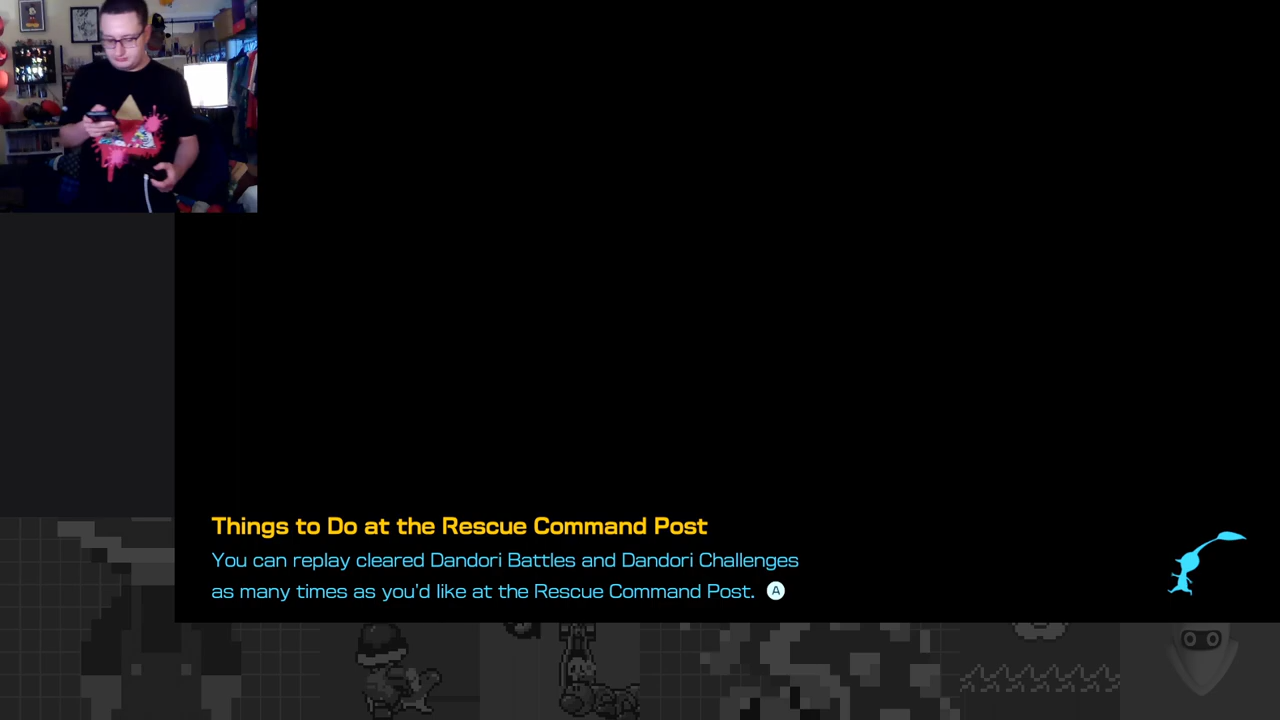 Things to Do at the Rescue Command Post
You can replay cleared Dandori Battles and Dandori Challenges
as many times as you'd like at the Rescue Command Post. A